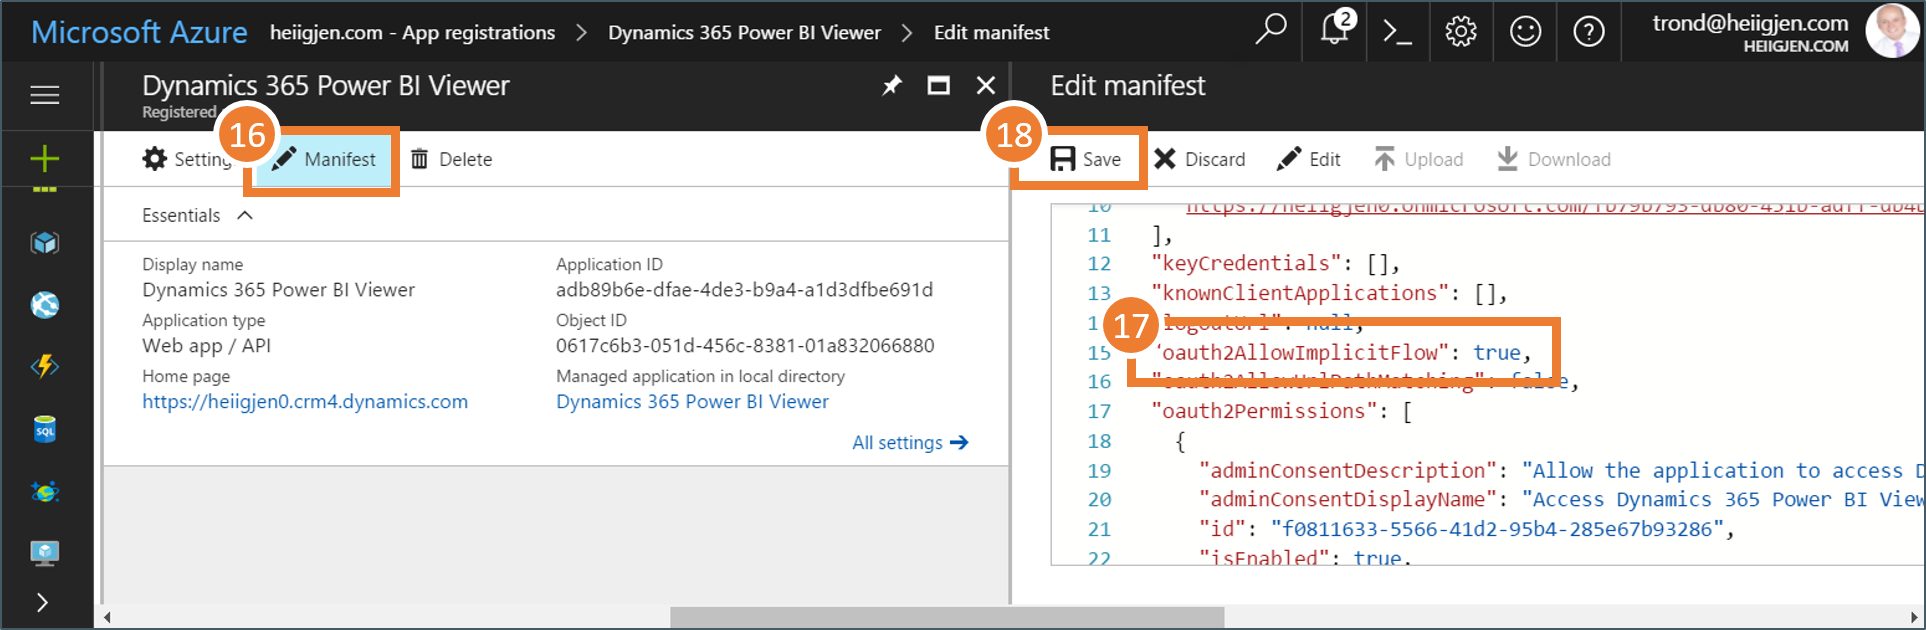 Microsoft Azure heiigjen.com - App registrations Dynamics 365 Power BI Viewer Edit manifest
2
trond@heiigjen.com
HEIIGJEN.COM
Dynamics 365 Power BI Viewer
Registered
Edit manifest
16
Manifest
Delete
18
Save
Discard
Edit
Upload
Download
Essentials
Display name
Dynamics 365 Power BI Viewer
Application type
Web app / API
Home page
https://heiigjen0.crm4.dynamics.com
Application ID
adb89b6e-dfae-4de3-b9a4-a1d3dfbe691d
Object ID
0617c6b3-051d-456c-8381-01a832066880
Managed application in local directory
Dynamics 365 Power BI Viewer
All settings
10
11 ],
12 "keyCredentials": [],
13 "knownClientApplications": [],
17
15 "oauth2AllowImplicitFlow": true,
16 "oauth2AllowUrlPathMatching": false,
17 "oauth2Permissions": [
18 {
19 "adminConsentDescription": "Allow the application to access D
20 "adminConsentDisplayName": "Access Dynamics 365 Power BI View
21 "id": "f0811633-5566-41d2-95b4-285e67b93286",
22 "isEnabled": true,
SQL